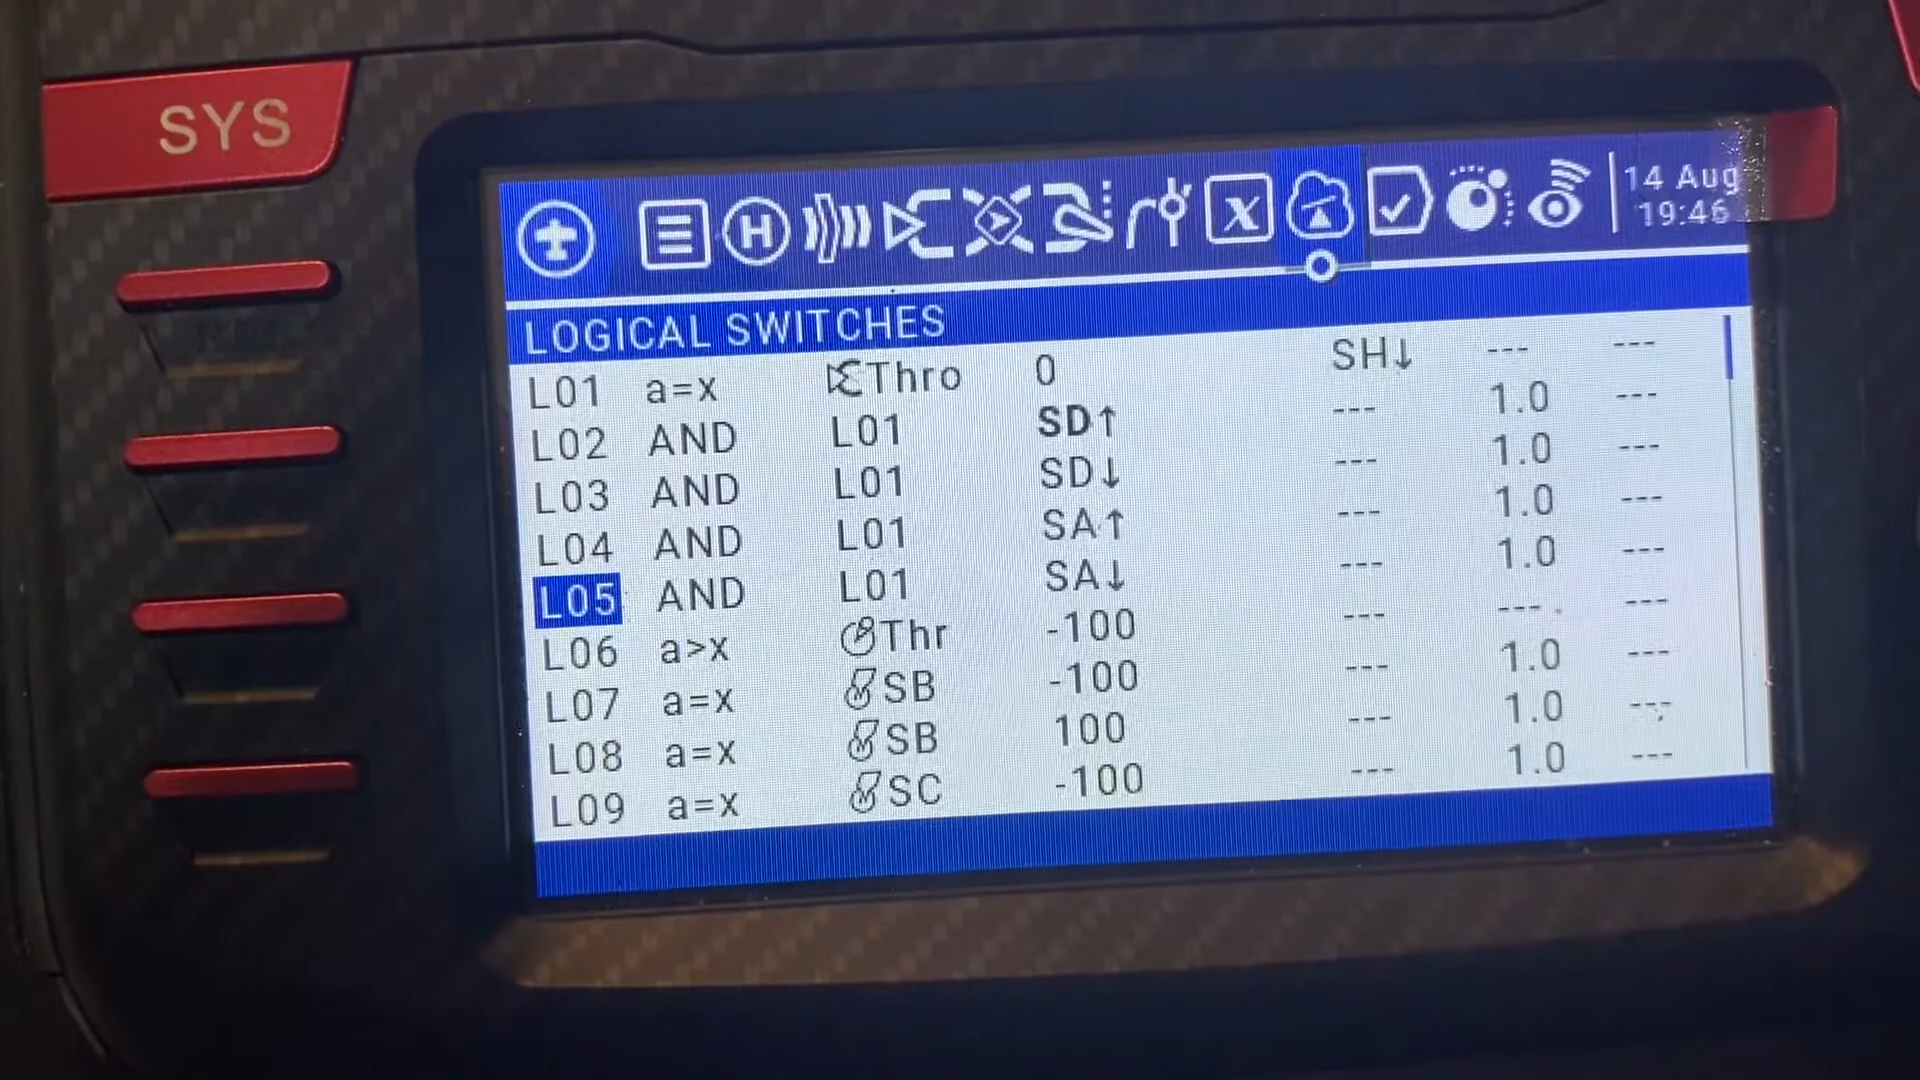 SYS
14 Aug
19:46
LOGICAL SWITCHES
L01 a=x Thro 0 SH↓ --- ---
L02 AND L01 SD↑ --- 1.0 ---
L03 AND L01 SD↓ --- 1.0 ---
L04 AND L01 SA↑ --- 1.0 ---
L05 AND L01 SA↓ --- 1.0 ---
L06 a>x Thr -100 --- --- ---
L07 a=x SB -100 --- 1.0 ---
L08 a=x SB 100 --- 1.0 ---
L09 a=x SC -100 --- 1.0 ---